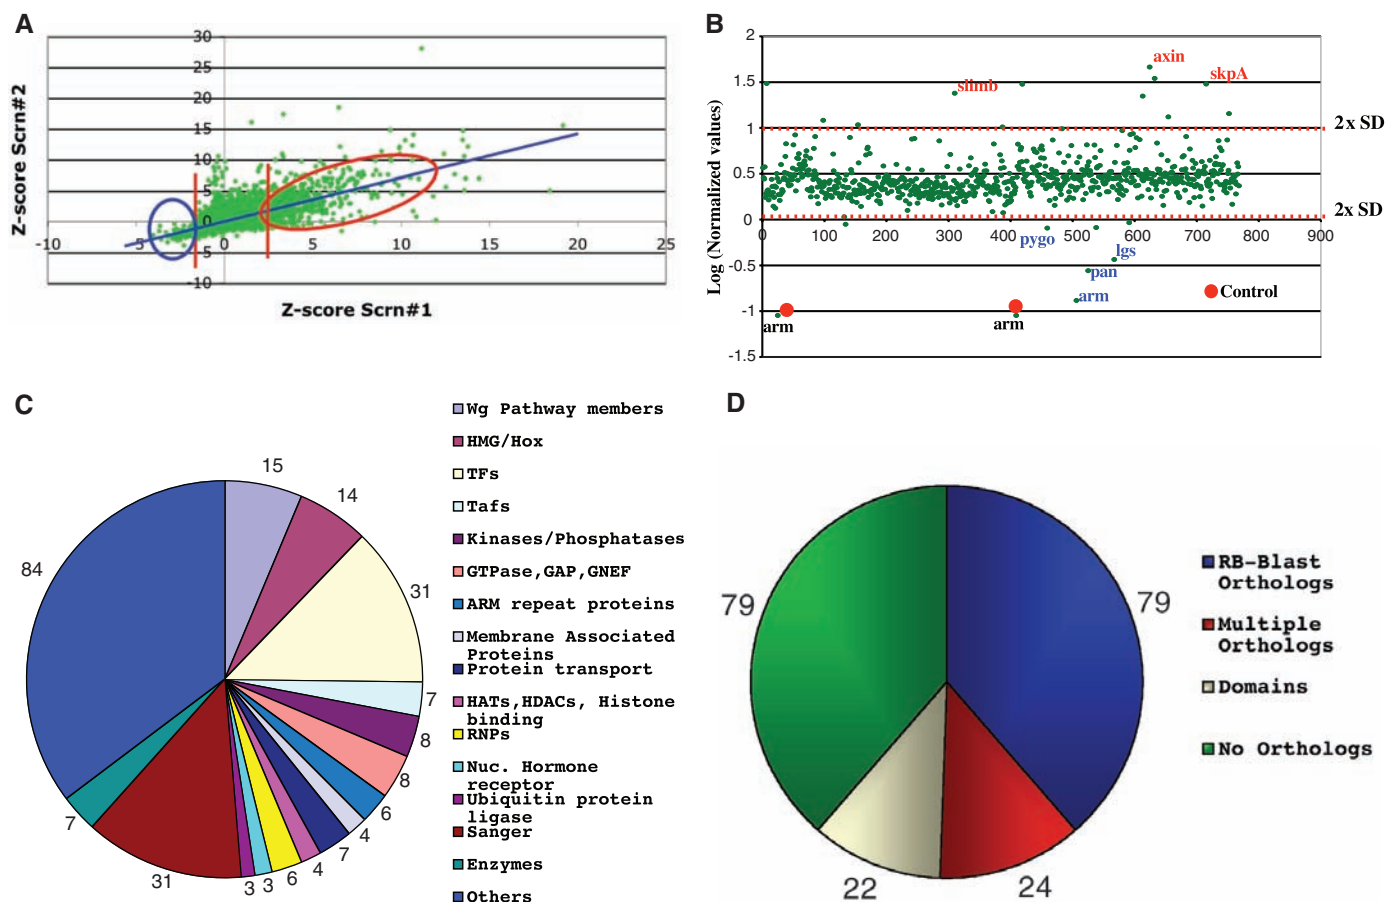 A
Z-score Scrn#2
30
25
20
15
10
5
0
-5
-10
-10
-5
0
5
10
15
20
25
Z-score Scrn#1
B
Log (Normalized values)
2
1.5
1
0.5
0
-0.5
-1
-1.5
0
100
200
300
400
500
600
700
800
900
axin
slimb
skpA
2x SD
2x SD
pygo
lgs
pan
arm
Control
arm
arm
C
15
14
31
7
8
8
6
4
7
4
6
3
3
31
7
84
Wg Pathway members
HMG/Hox
TFs
Tafs
Kinases/Phosphatases
GTPase,GAP,GNEF
ARM repeat proteins
Membrane Associated
Proteins
Protein transport
HATs,HDACs, Histone
binding
RNPs
Nuc. Hormone
receptor
Ubiquitin protein
ligase
Sanger
Enzymes
Others
D
79
79
22
24
RB-Blast
Orthologs
Multiple
Orthologs
Domains
No Orthologs